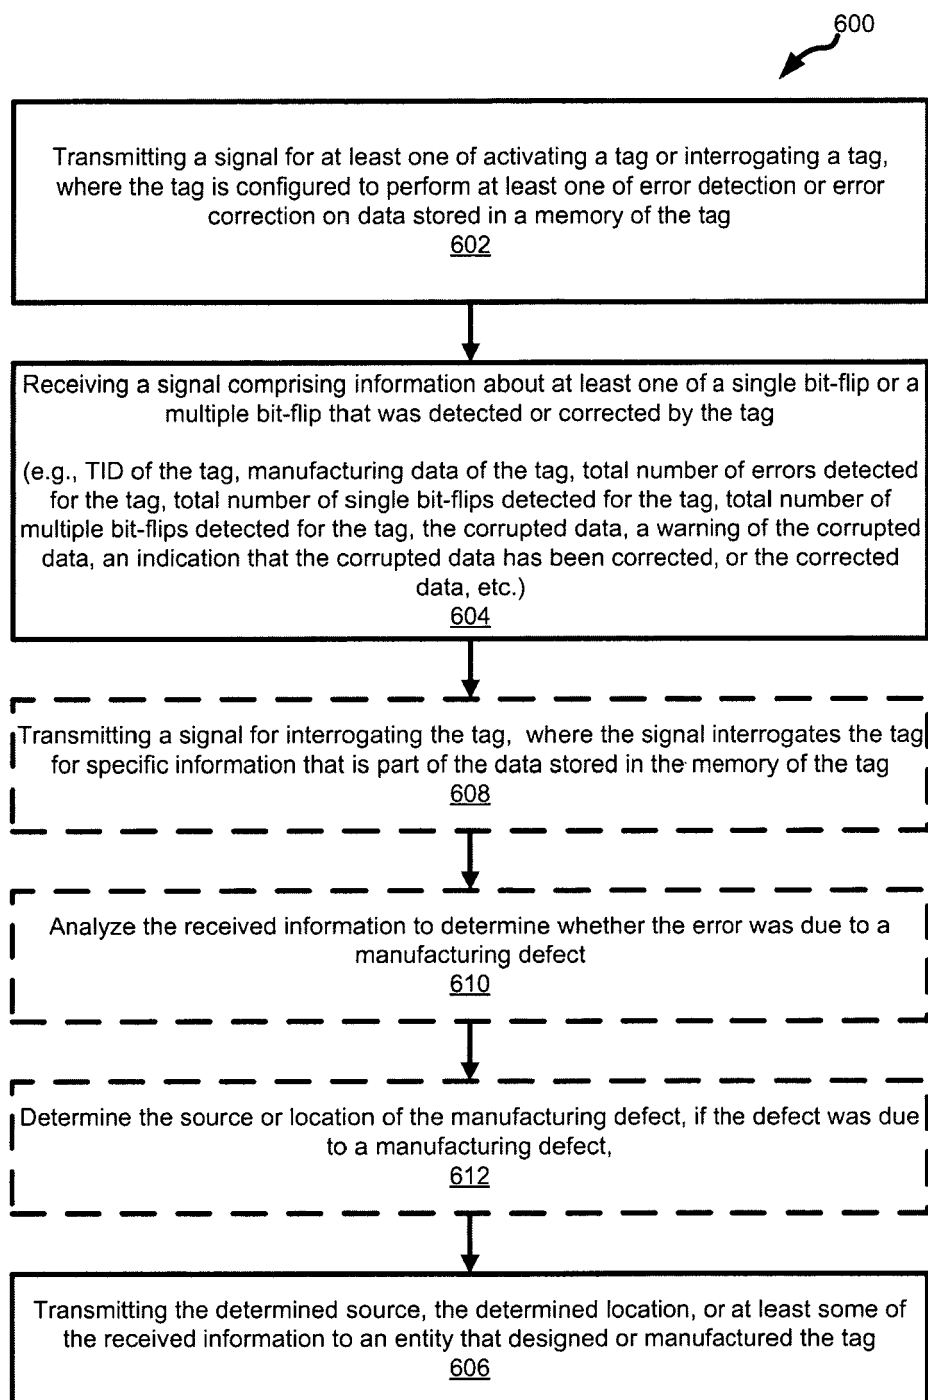 600
Transmitting a signal for at least one of activating a tag or interrogating a tag,
where the tag is configured to perform at least one of error detection or error
correction on data stored in a memory of the tag
602
Receiving a signal comprising information about at least one of a single bit-flip or a
multiple bit-flip that was detected or corrected by the tag
(e.g., TID of the tag, manufacturing data of the tag, total number of errors detected
for the tag, total number of single bit-flips detected for the tag, total number of
multiple bit-flips detected for the tag, the corrupted data, a warning of the corrupted
data, an indication that the corrupted data has been corrected, or the corrected
data, etc.)
604
Transmitting a signal for interrogating the tag, where the signal interrogates the tag
for specific information that is part of the data stored in the memory of the tag
608
Analyze the received information to determine whether the error was due to a
manufacturing defect
610
Determine the source or location of the manufacturing defect, if the defect was due
to a manufacturing defect,
612
Transmitting the determined source, the determined location, or at least some of
the received information to an entity that designed or manufactured the tag
606